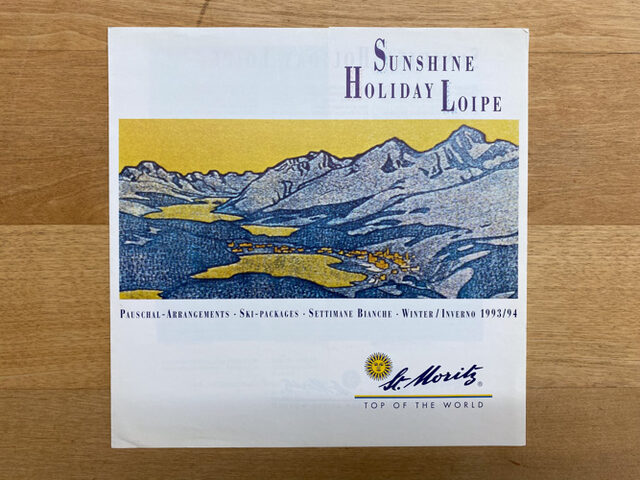 SUNSHINE
HOLIDAY LOIPE
PAUSCHAL-ARRANGEMENTS · SKI-PACKAGES · SETTIMANE BIANCHE · WINTER / INVERNO 1993/94
St. Moritz ®
TOP OF THE WORLD